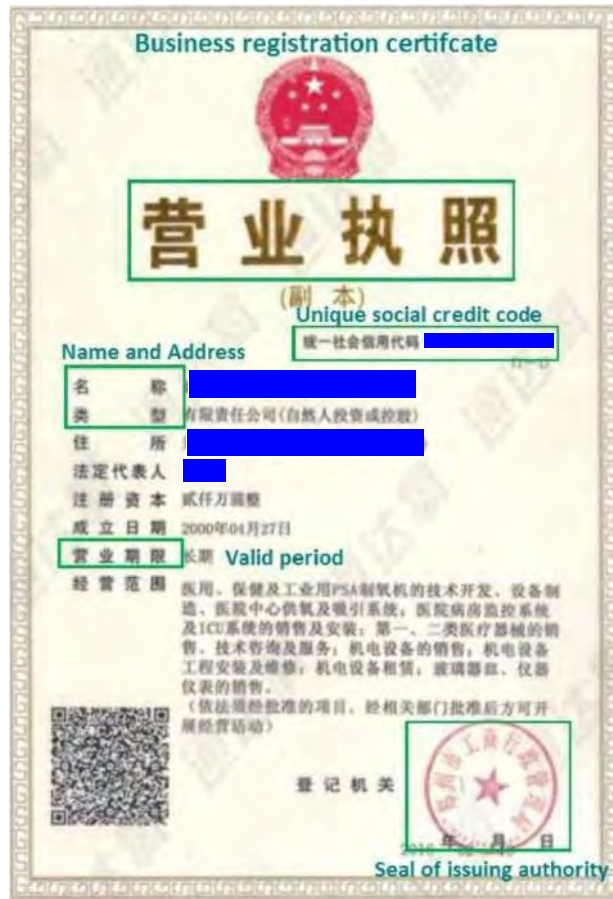 Business registration certifcate
营业执照
(副 本)
Unique social credit code
统一社会信用代码
Name and Address
名 称
类 型 有限责任公司(自然人投资或控股)
住 所
法定代表人
注册资本 贰仟万圆整
成立日期 2000年04月27日
营业期限 长期 Valid period
经营范围 医用、保健及工业用PSA制氧机的技术开发、设备制
造、医院中心供氧及吸引系统；医院病房监控系统
及ICU系统的销售及安装；第一、二类医疗器械的销
售、技术咨询及服务；机电设备的销售；机电设备
工程安装及维修；机电设备租赁；玻璃器皿、仪器
仪表的销售。
(依法须经批准的项目，经相关部门批准后方可开
展经营活动)
登记机关
市工商行政管理局
年 月 日
Seal of issuing authority